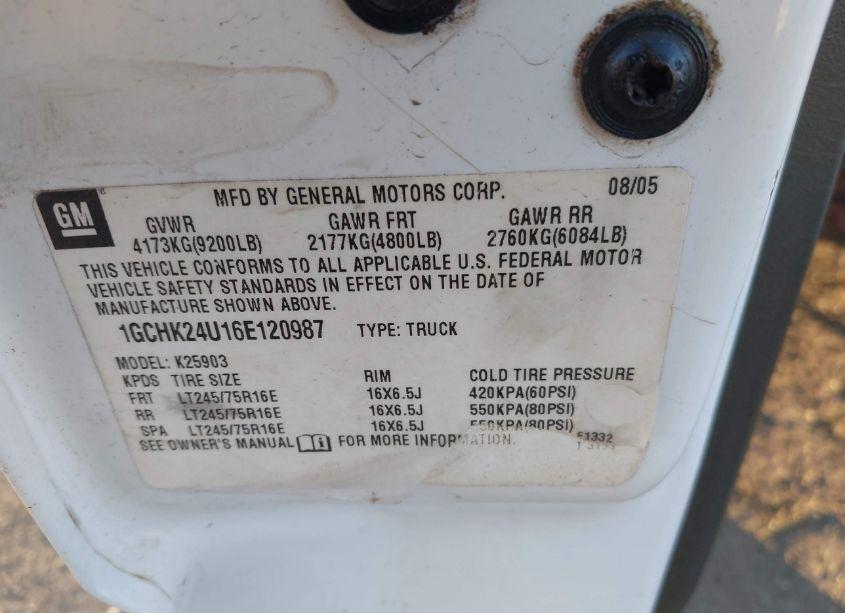 GM
MFD BY GENERAL MOTORS CORP. 08/05
GVWR GAWR FRT GAWR RR
4173KG(9200LB) 2177KG(4800LB) 2760KG(6084LB)
THIS VEHICLE CONFORMS TO ALL APPLICABLE U.S. FEDERAL MOTOR
VEHICLE SAFETY STANDARDS IN EFFECT ON THE DATE OF
MANUFACTURE SHOWN ABOVE.
1GCHK24U16E120987 TYPE: TRUCK
MODEL: K25903
KPDS TIRE SIZE RIM COLD TIRE PRESSURE
FRT LT245/75R16E 16X6.5J 420KPA(60PSI)
RR LT245/75R16E 16X6.5J 550KPA(80PSI)
SPA LT245/75R16E 16X6.5J 550KPA(80PSI)
SEE OWNER'S MANUAL FOR MORE INFORMATION.